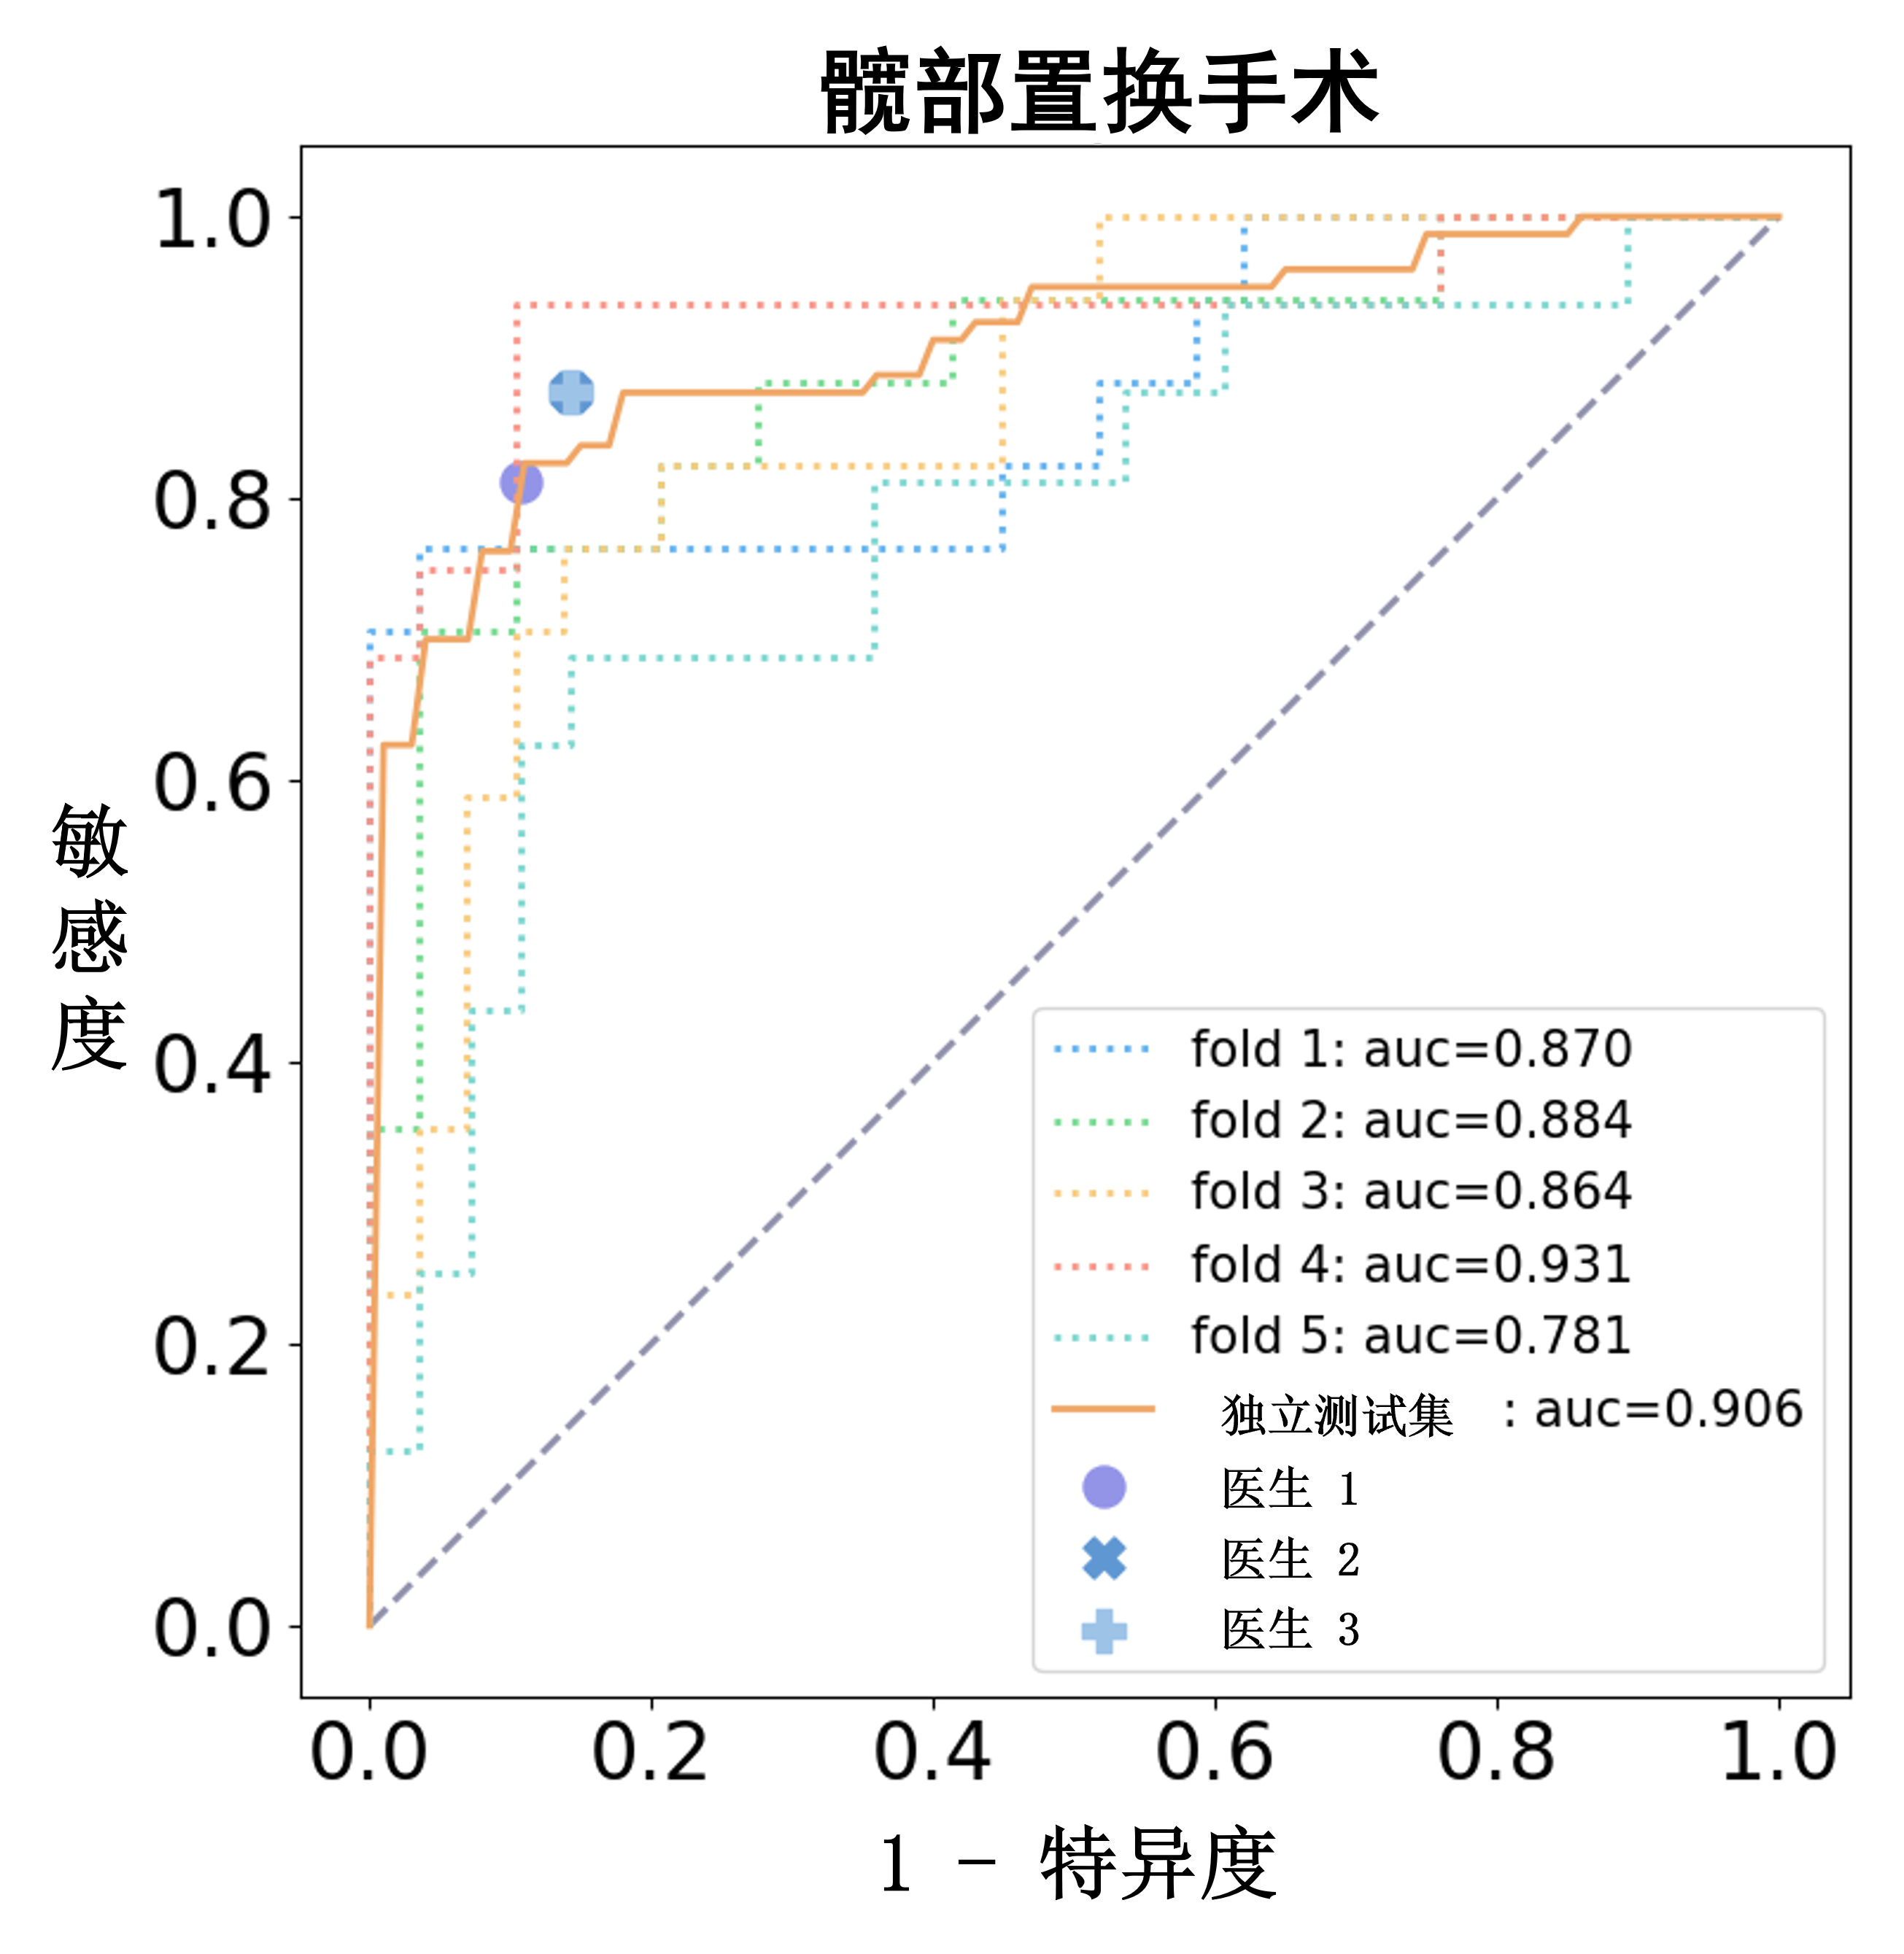 髋部置换手术
1.0
0.8
0.6
0.4
0.2
0.0
敏感度
fold 1: auc=0.870
fold 2: auc=0.884
fold 3: auc=0.864
fold 4: auc=0.931
fold 5: auc=0.781
独立测试集 : auc=0.906
医生 1
医生 2
医生 3
0.0 0.2 0.4 0.6 0.8 1.0
1 - 特异度